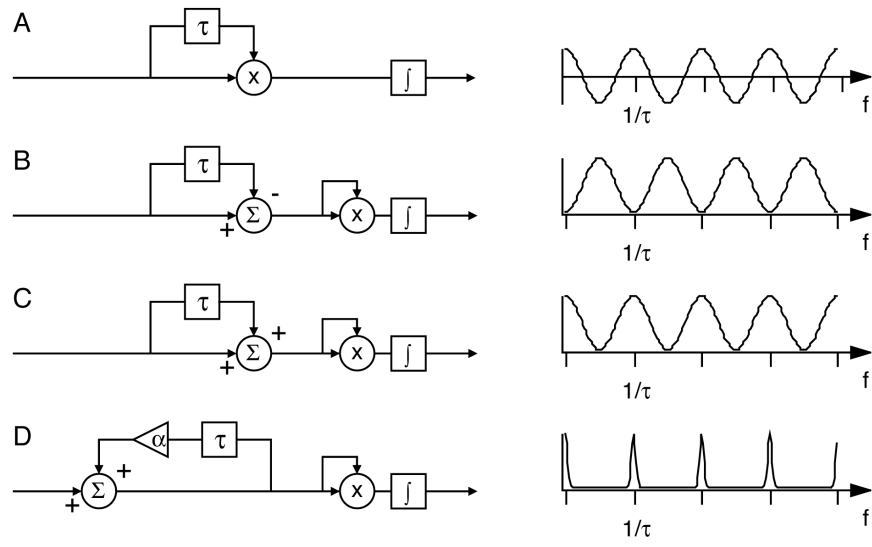 A
τ
x
∫
1/τ
f
B
τ
-
+
Σ
x
∫
1/τ
f
C
τ
+
+
Σ
x
∫
1/τ
f
D
α
τ
+
+
Σ
x
∫
1/τ
f